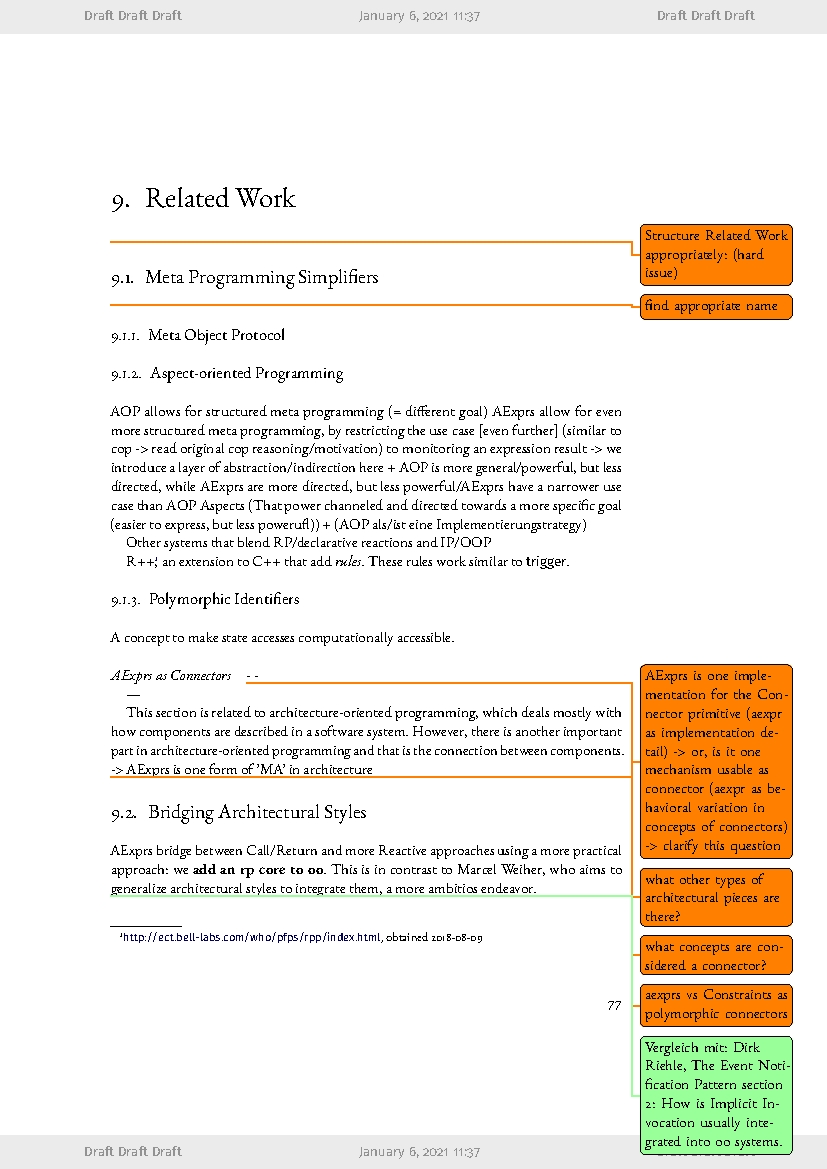 Draft Draft Draft January 6, 2021 11:37 Draft Draft Draft
9. Related Work
Structure Related Work
appropriately: (hard
issue)
9.1. Meta Programming Simplifiers
find appropriate name
9.1.1. Meta Object Protocol
9.1.2. Aspect-oriented Programming
AOP allows for structured meta programming (= different goal) AExprs allow for even
more structured meta programming, by restricting the use case [even further] (similar to
cop -> read original cop reasoning/motivation) to monitoring an expression result -> we
introduce a layer of abstraction/indirection here + AOP is more general/powerful, but less
directed, while AExprs are more directed, but less powerful/AExprs have a narrower use
case than AOP Aspects (That power channeled and directed towards a more specific goal
(easier to express, but less powerufl)) + (AOP als/ist eine Implementierungstrategy)
Other systems that blend RP/declarative reactions and IP/OOP
R++¹, an extension to C++ that add rules. These rules work similar to trigger.
9.1.3. Polymorphic Identifiers
A concept to make state accesses computationally accessible.
AExprs as Connectors - -
—
This section is related to architecture-oriented programming, which deals mostly with
how components are described in a software system. However, there is another important
part in architecture-oriented programming and that is the connection between components.
-> AExprs is one form of 'MA' in architecture
AExprs is one imple-
mentation for the Con-
nector primitive (aexpr
as implementation de-
tail) -> or, is it one
mechanism usable as
connector (aexpr as be-
havioral variation in
concepts of connectors)
-> clarify this question
9.2. Bridging Architectural Styles
AExprs bridge between Call/Return and more Reactive approaches using a more practical
approach: we add an rp core to oo. This is in contrast to Marcel Weiher, who aims to
generalize architectural styles to integrate them, a more ambitios endeavor.
what other types of
architectural pieces are
there?
¹http://ect.bell-labs.com/who/pfps/rpp/index.html, obtained 2018-08-09
what concepts are con-
sidered a connector?
aexprs vs Constraints as
polymorphic connectors
77
Vergleich mit: Dirk
Riehle, The Event Noti-
fication Pattern section
2: How is Implicit In-
vocation usually inte-
grated into oo systems.
Draft Draft Draft January 6, 2021 11:37